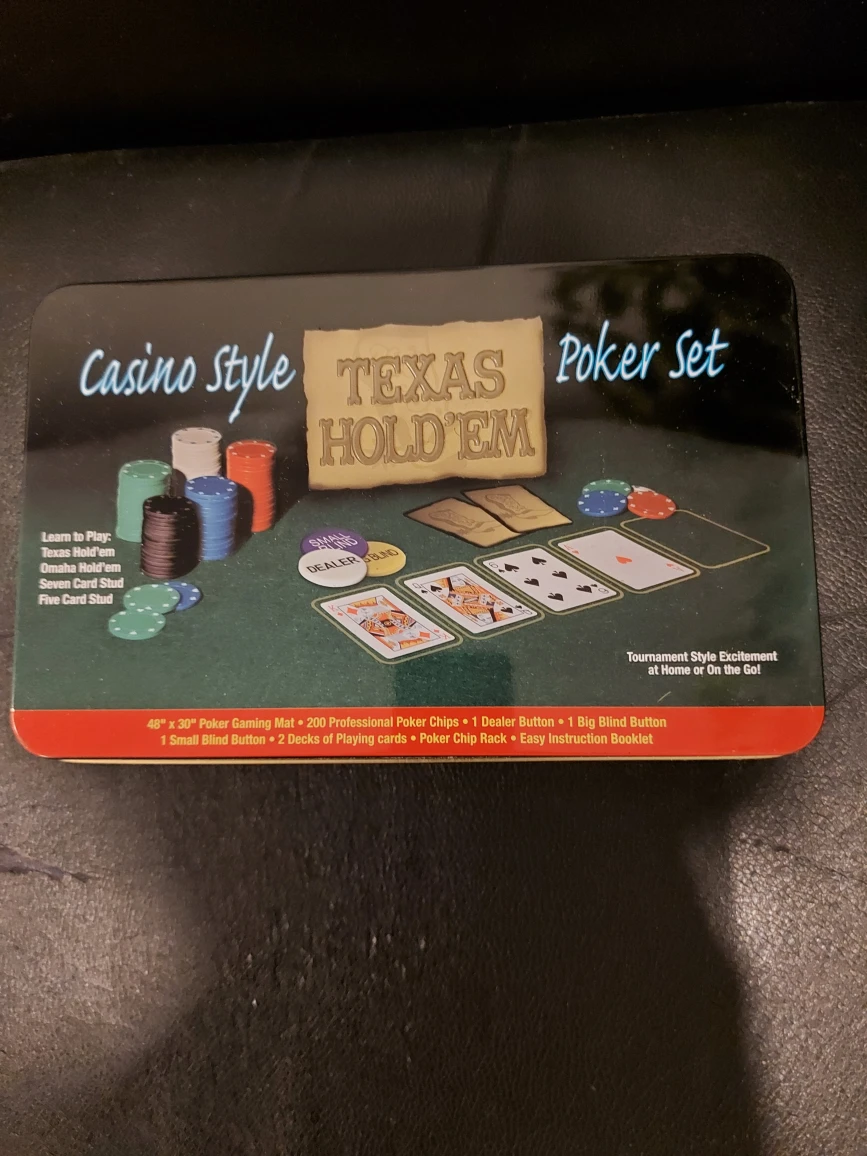 Casino Style
TEXAS
HOLD'EM
Poker Set
Learn to Play:
Texas Hold'em
Omaha Hold'em
Seven Card Stud
Five Card Stud
SMALL
BLIND
DEALER
BLIND
Tournament Style Excitement
at Home or On the Go!
48" x 30" Poker Gaming Mat • 200 Professional Poker Chips • 1 Dealer Button • 1 Big Blind Button
1 Small Blind Button • 2 Decks of Playing cards • Poker Chip Rack • Easy Instruction Booklet